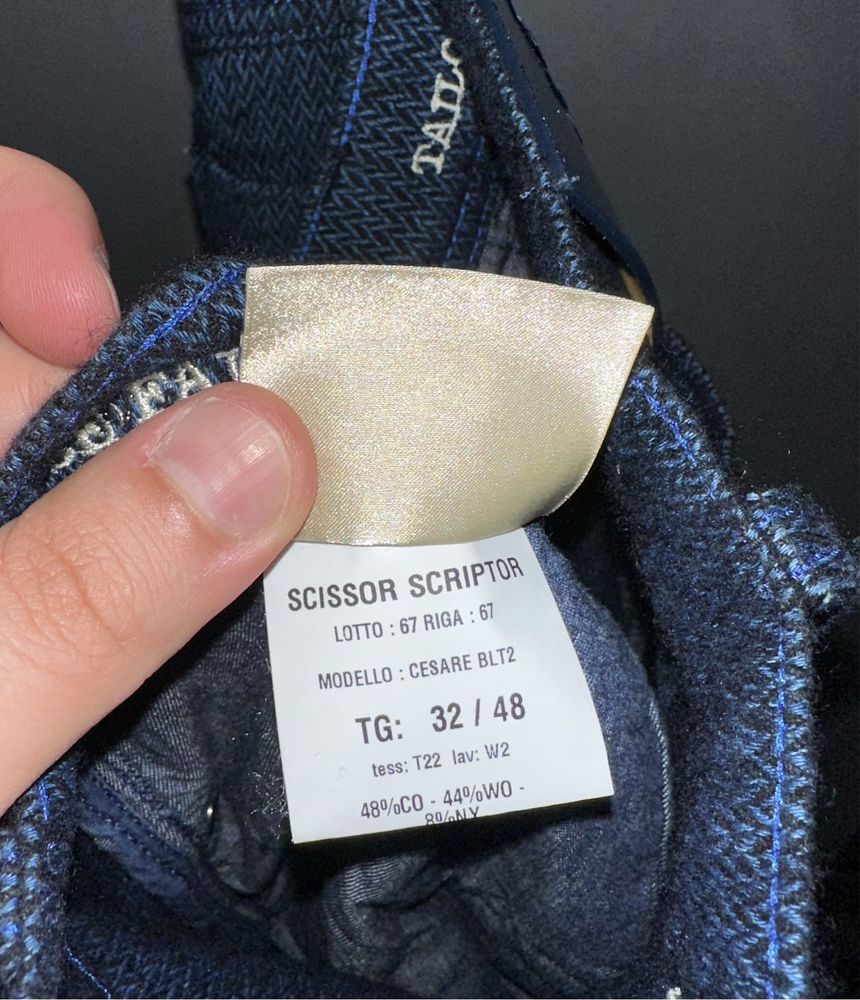 SCISSOR SCRIPTOR
LOTTO : 67 RIGA : 67
MODELLO : CESARE BLT2
TG: 32 / 48
tess: T22 lav: W2
48%CO - 44%WO -
8%NY